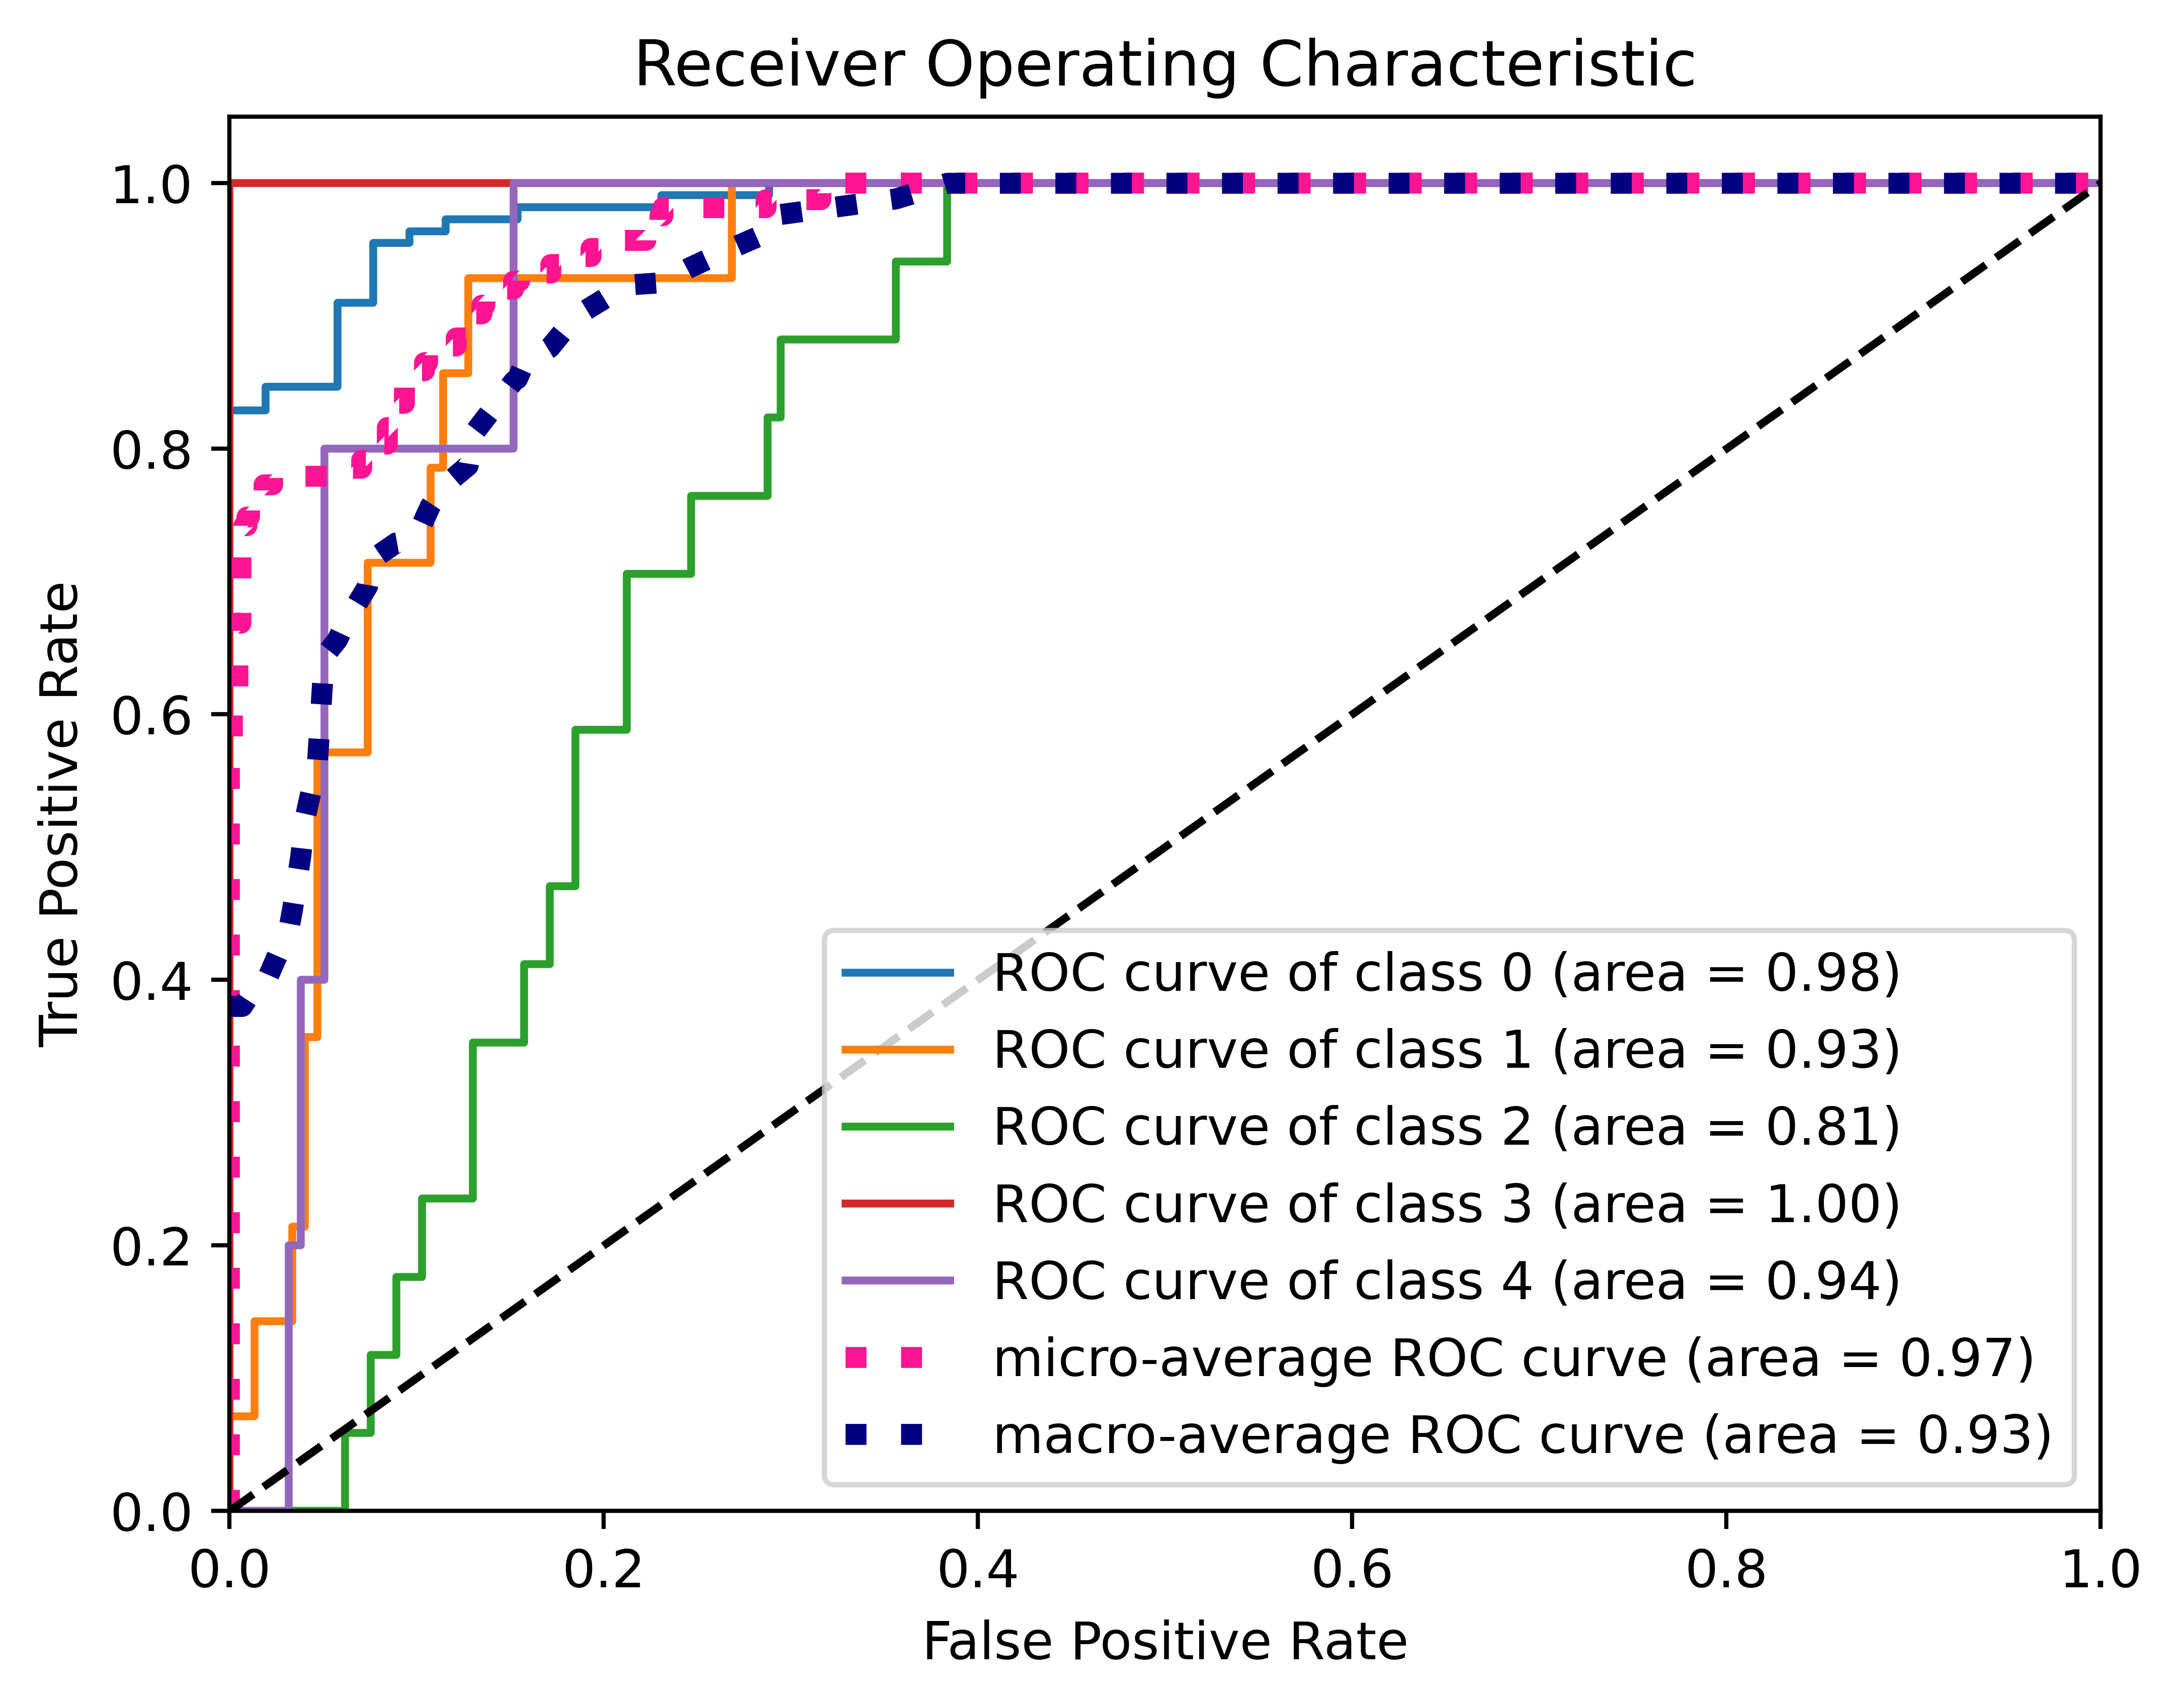 Receiver Operating Characteristic
1.0
0.8
0.6
0.4
0.2
0.0
True Positive Rate
ROC curve of class 0 (area = 0.98)
ROC curve of class 1 (area = 0.93)
ROC curve of class 2 (area = 0.81)
ROC curve of class 3 (area = 1.00)
ROC curve of class 4 (area = 0.94)
micro-average ROC curve (area = 0.97)
macro-average ROC curve (area = 0.93)
0.0 0.2 0.4 0.6 0.8 1.0
False Positive Rate